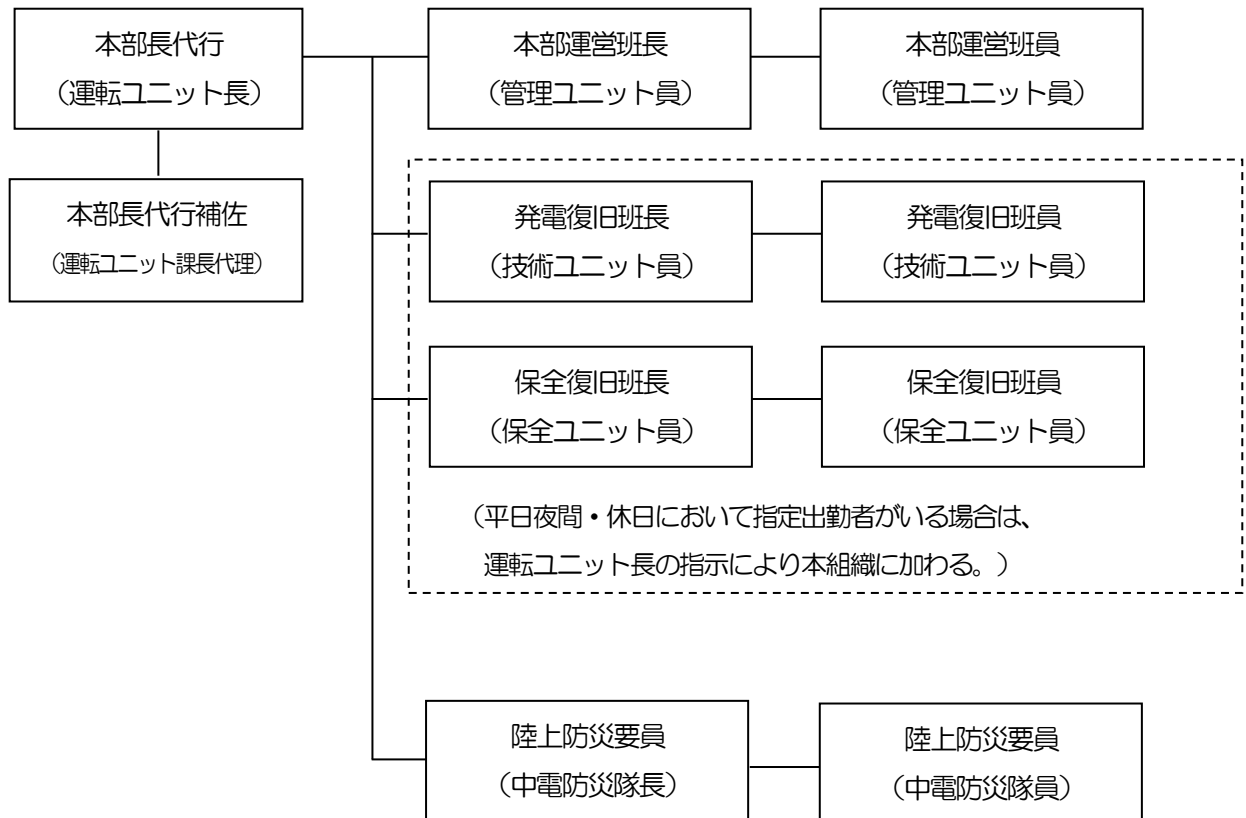 本部長代行
（運転ユニット長）
本部運営班長
（管理ユニット員）
本部運営班員
（管理ユニット員）
本部長代行補佐
（運転ユニット課長代理）
発電復旧班長
（技術ユニット員）
発電復旧班員
（技術ユニット員）
保全復旧班長
（保全ユニット員）
保全復旧班員
（保全ユニット員）
（平日夜間・休日において指定出勤者がいる場合は、
運転ユニット長の指示により本組織に加わる。）
陸上防災要員
（中電防災隊長）
陸上防災要員
（中電防災隊員）